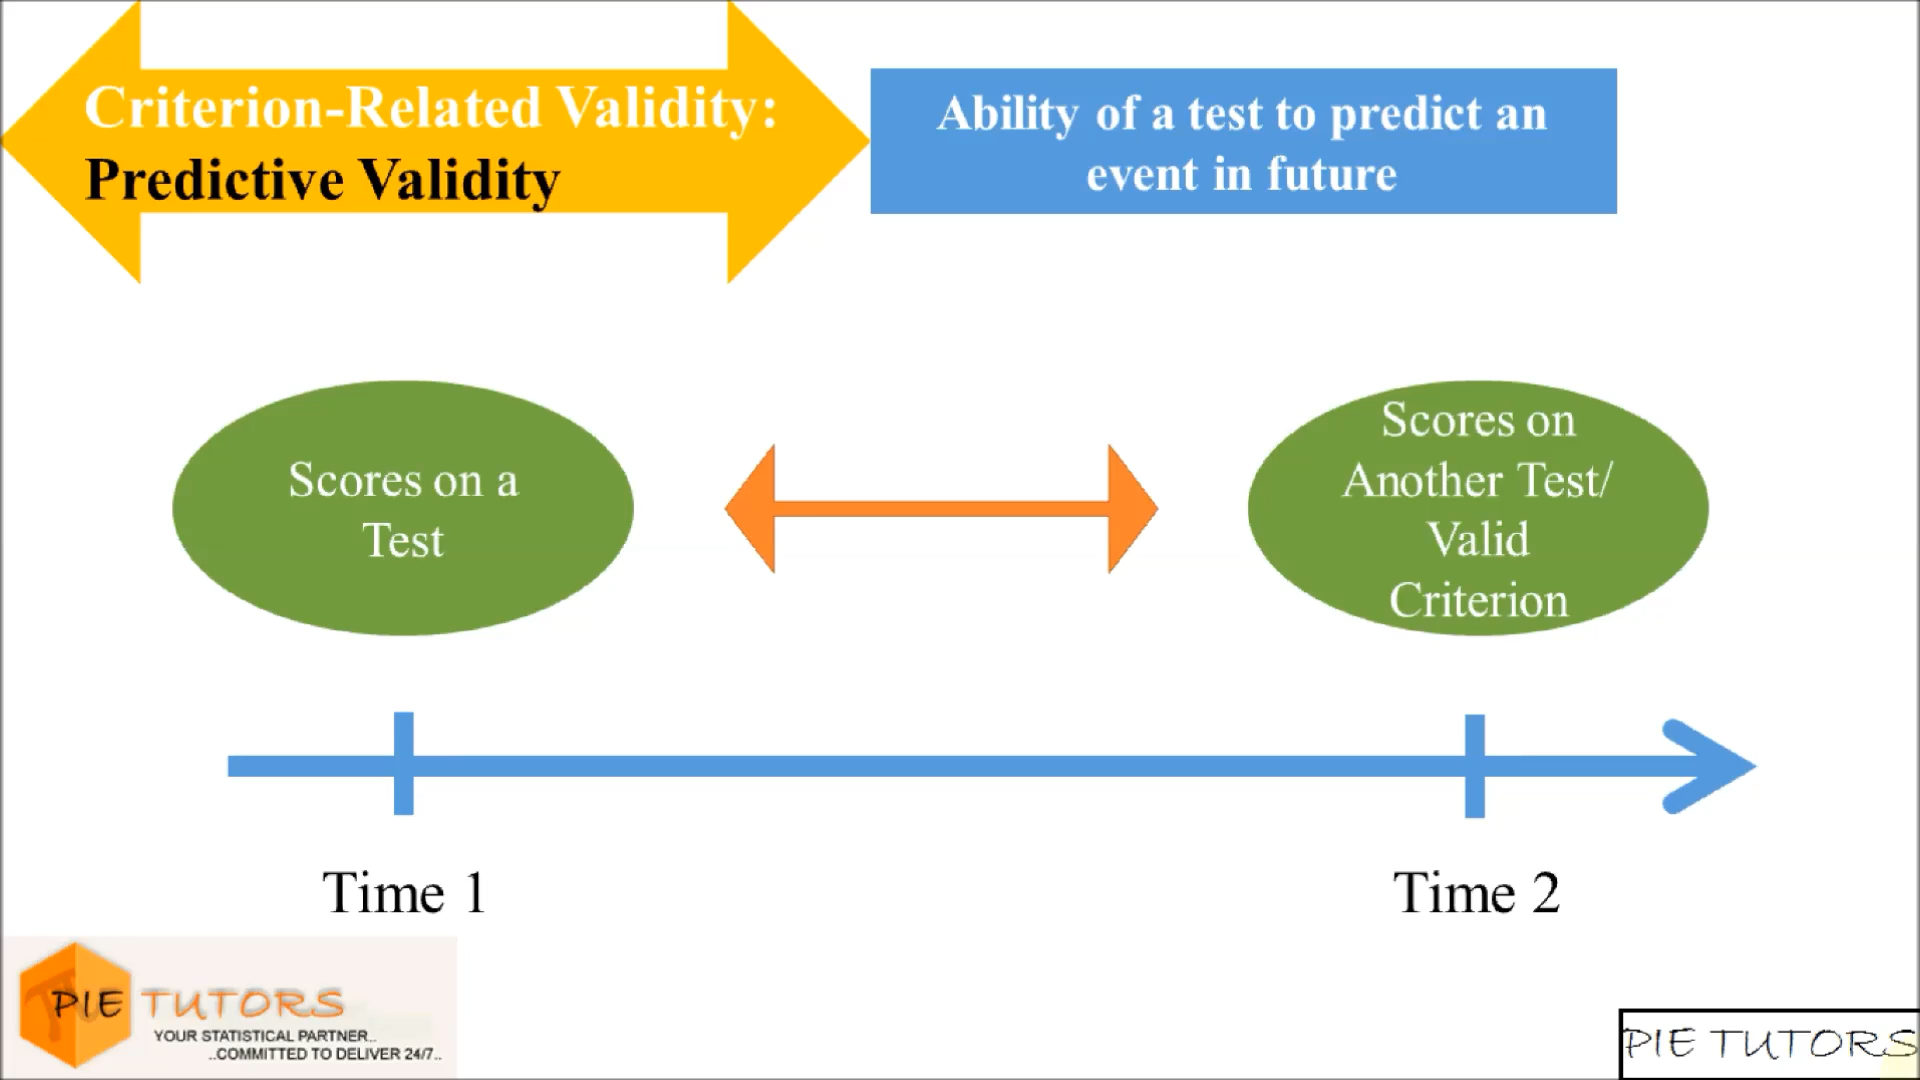 Criterion-Related Validity:
Predictive Validity
Ability of a test to predict an
event in future
Scores on a
Test
Scores on
Another Test/
Valid
Criterion
Time 1
Time 2
PIE TUTORS
YOUR STATISTICAL PARTNER..
..COMMITTED TO DELIVER 24/7..
PIE TUTORS